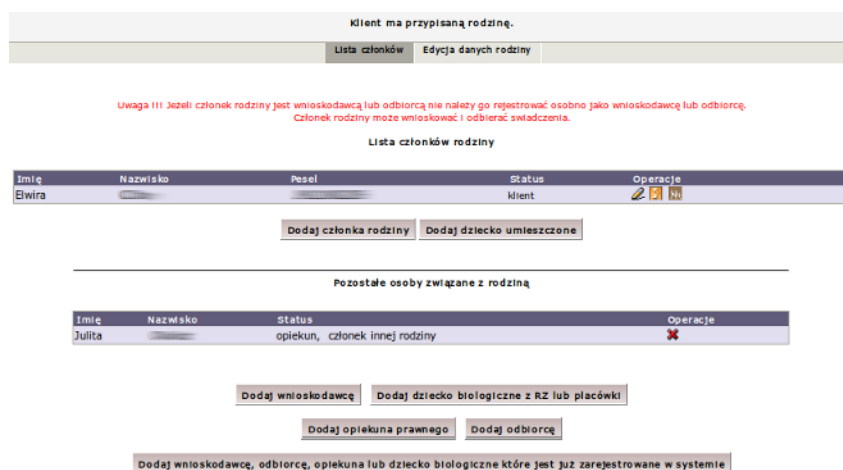 Klient ma przypisaną rodzinę.
Lista członków Edycja danych rodziny
Uwaga !!! Jeżeli członek rodziny jest wnioskodawcą lub odbiorcą nie należy go rejestrować osobno jako wnioskodawcę lub odbiorcę.
Członek rodziny może wnioskować i odbierać swiadczenia.
Lista członków rodziny
Imię Nazwisko Pesel Status Operacje
Elwira klient
Dodaj członka rodziny Dodaj dziecko umieszczone
Pozostałe osoby związane z rodziną
Imię Nazwisko Status Operacje
Julita opiekun, członek innej rodziny
Dodaj wnioskodawcę Dodaj dziecko biologiczne z RZ lub placówki
Dodaj opiekuna prawnego Dodaj odbiorcę
Dodaj wnioskodawcę, odbiorcę, opiekuna lub dziecko biologiczne które jest już zarejestrowane w systemie